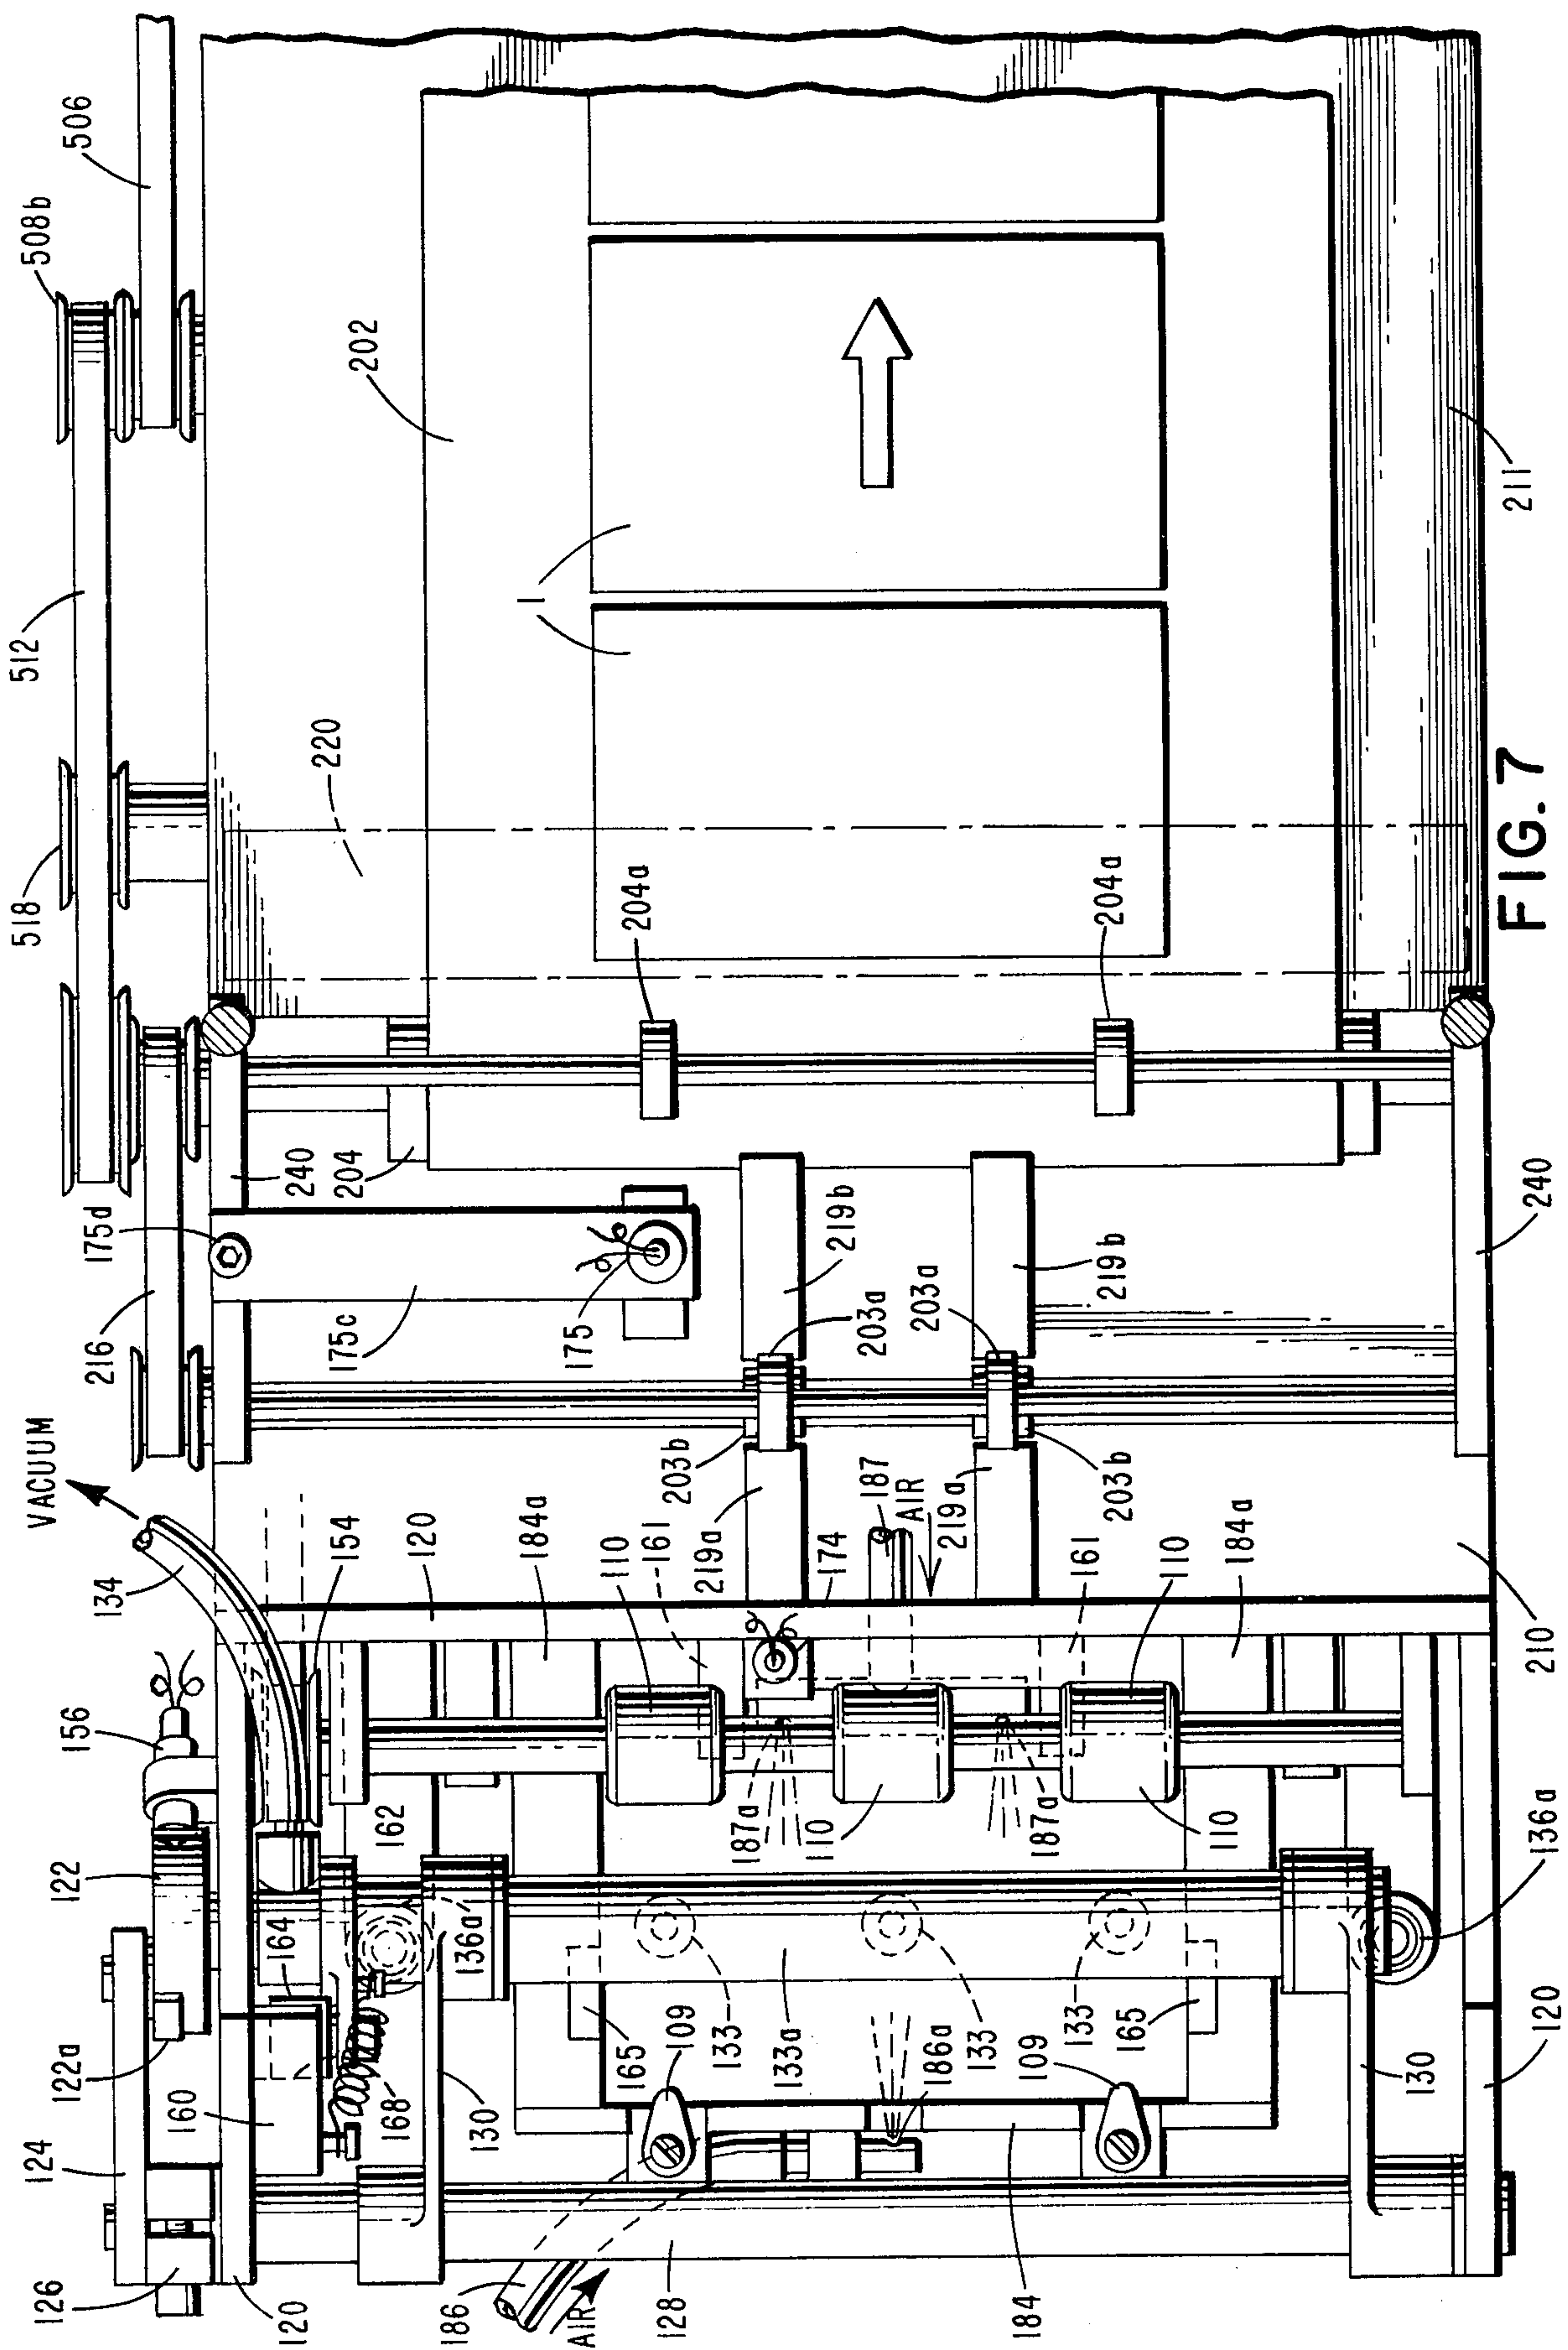 506
508b
512
518
202
220
1
204a
204a
211
FIG. 7
175d
216
240
204
175c
175
219b
219b
203a
203a
240
VACUUM
134
154
120
184a
110
161
219a
203b
174
187
AIR
219a
203b
161
110
184a
210
156
122
122a
124
126
120
164
160
162
168
136a
130
165
109
133
133a
187a
110
187a
110
133
186a
133
109
165
130
120
136a
186
AIR
128
184